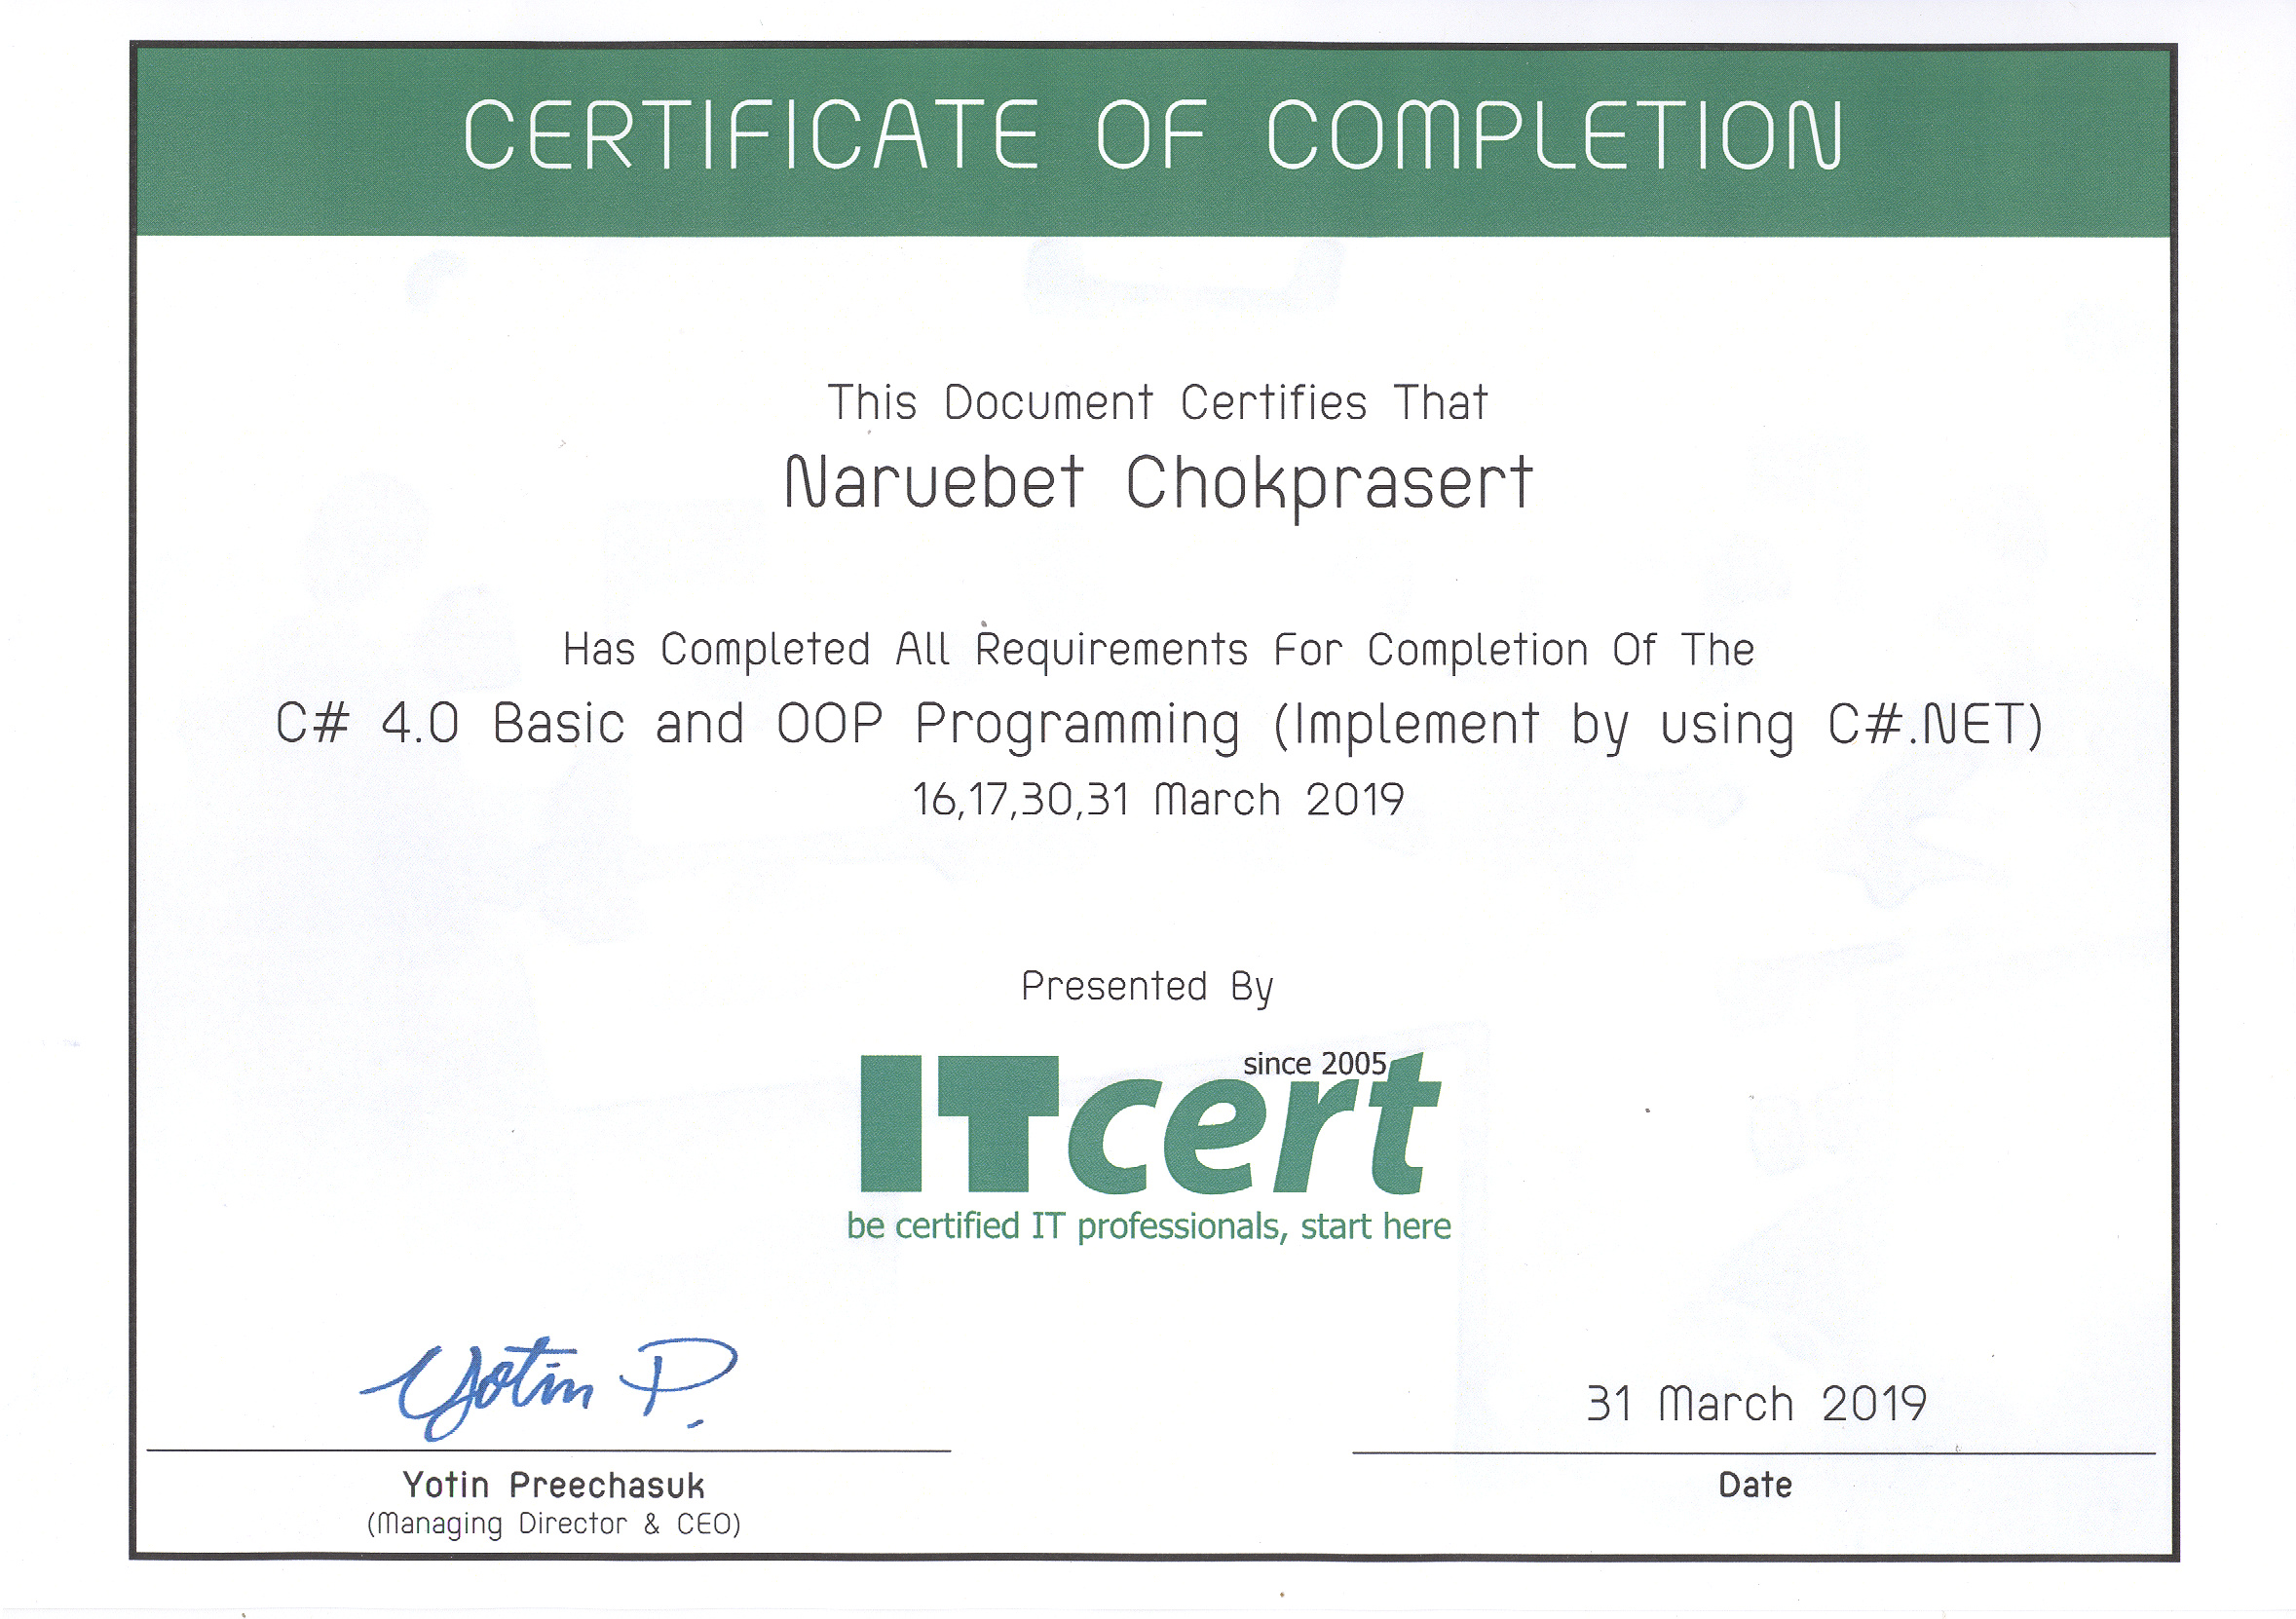 CERTIFICATE OF COMPLETION
This Document Certifies That
Naruebet Chokprasert
Has Completed All Requirements For Completion Of The
C# 4.0 Basic and OOP Programming (Implement by using C#.NET)
16,17,30,31 March 2019
Presented By
since 2005
ITcert
be certified IT professionals, start here
Yotin P.
31 March 2019
Yotin Preechasuk
Date
(Managing Director & CEO)